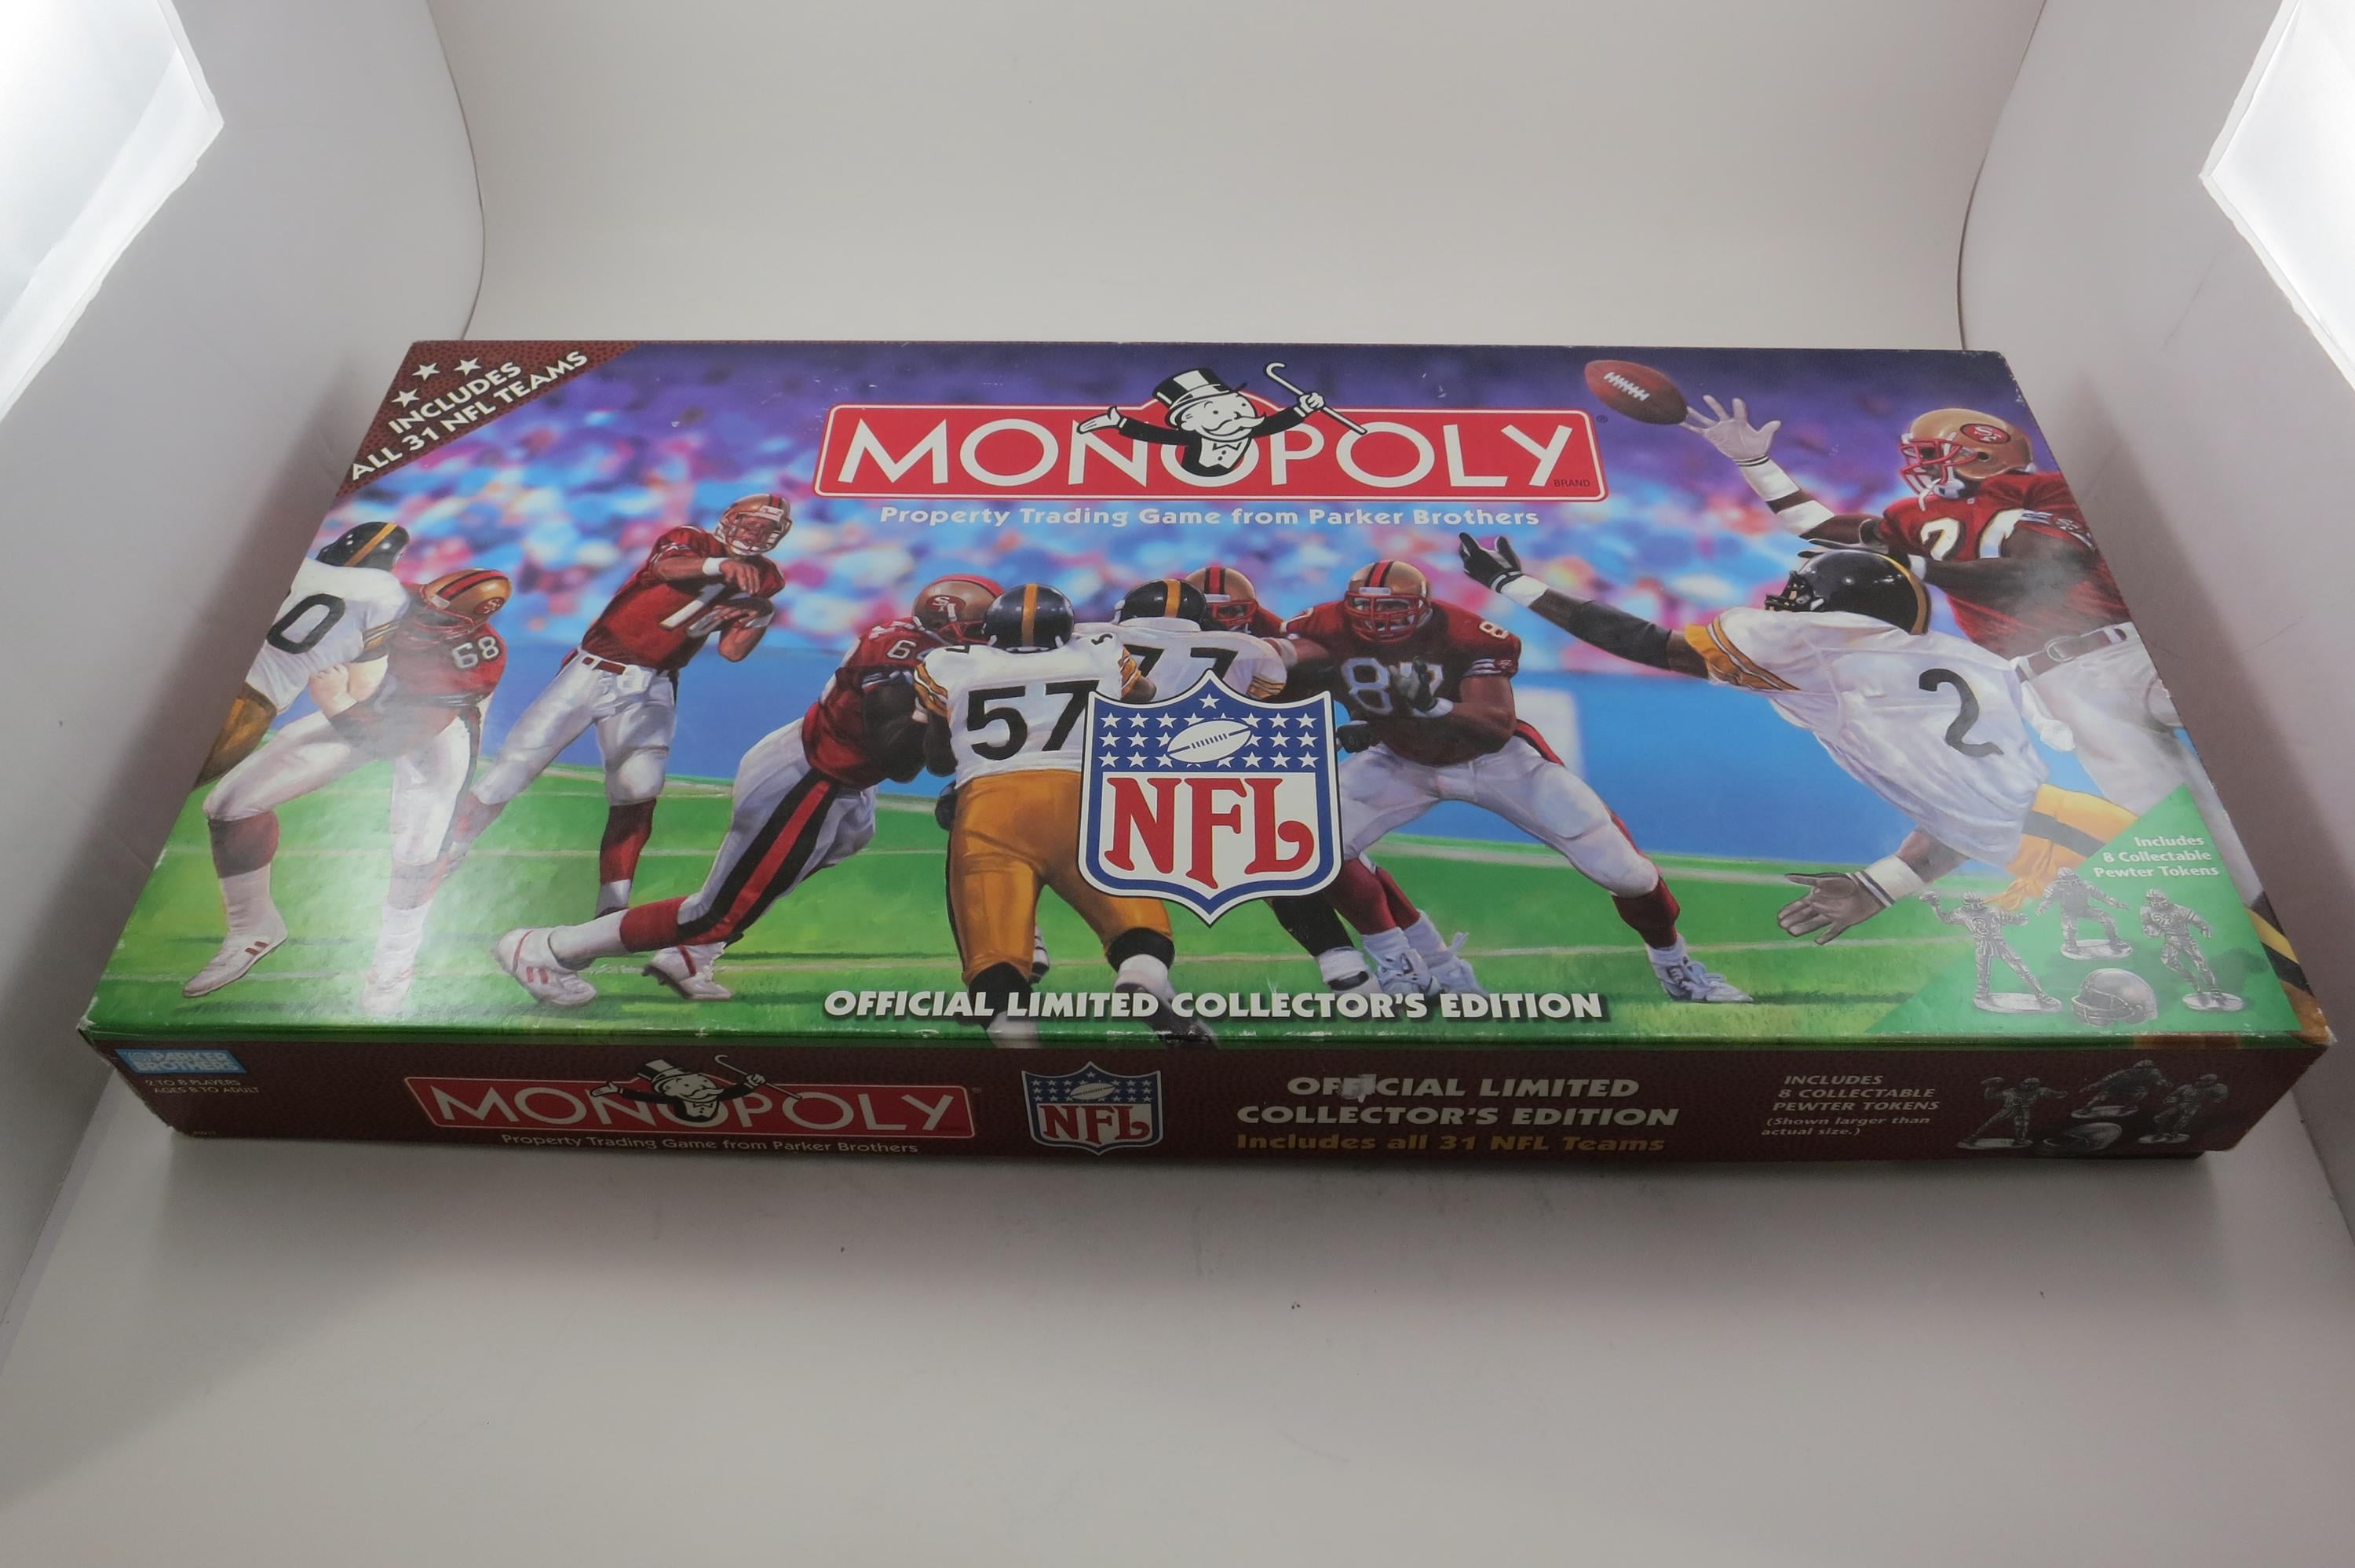 INCLUDES
ALL 31 NFL TEAMS
MONOPOLY
BRAND
Property Trading Game from Parker Brothers
0
68
57
77
2
NFL
OFFICIAL LIMITED COLLECTOR'S EDITION
Includes
8 Collectable
Pewter Tokens
PARKER
BROTHERS
2 TO 8 PLAYERS
AGES 8 TO ADULT
MONOPOLY
Property Trading Game from Parker Brothers
NFL
OFFICIAL LIMITED
COLLECTOR'S EDITION
Includes all 31 NFL Teams
INCLUDES
8 COLLECTABLE
PEWTER TOKENS
(Shown larger than
actual size.)